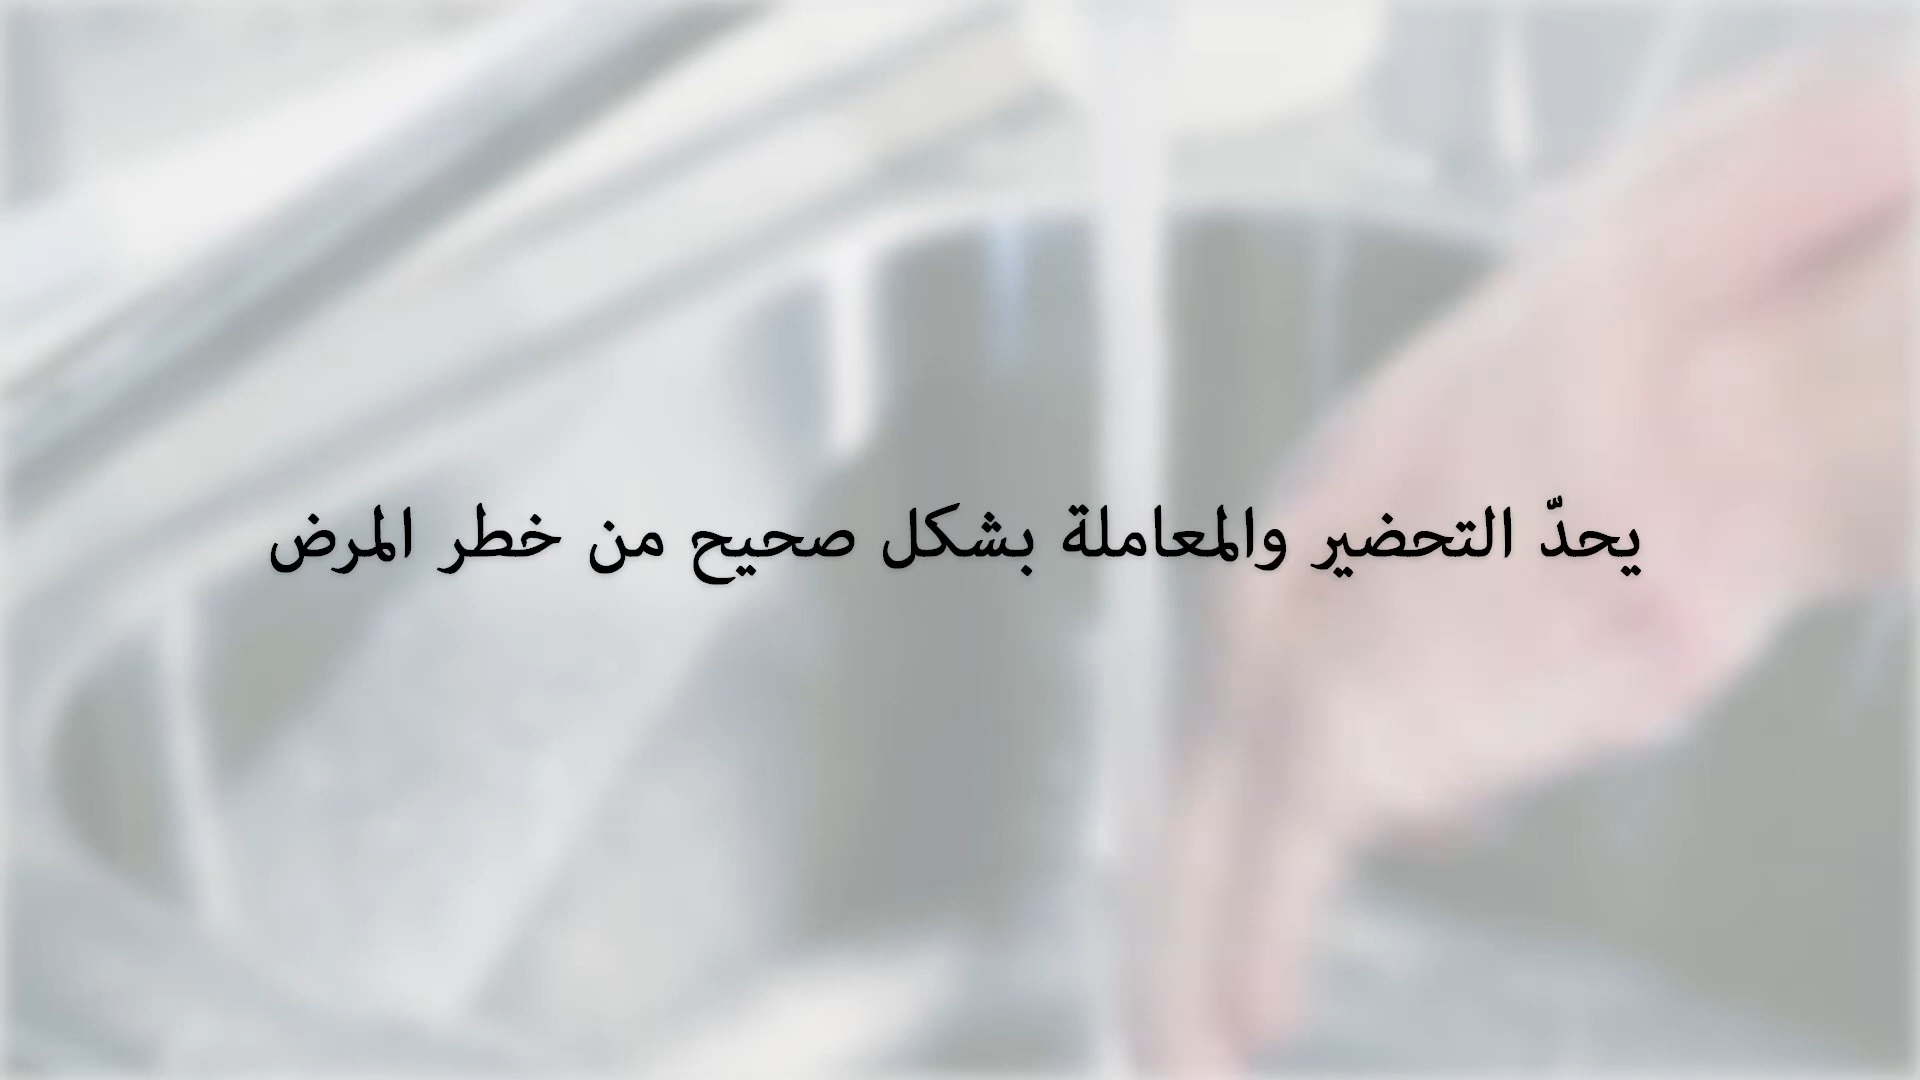 يحدّ التحضير والمعاملة بشكل صحيح من خطر المرض